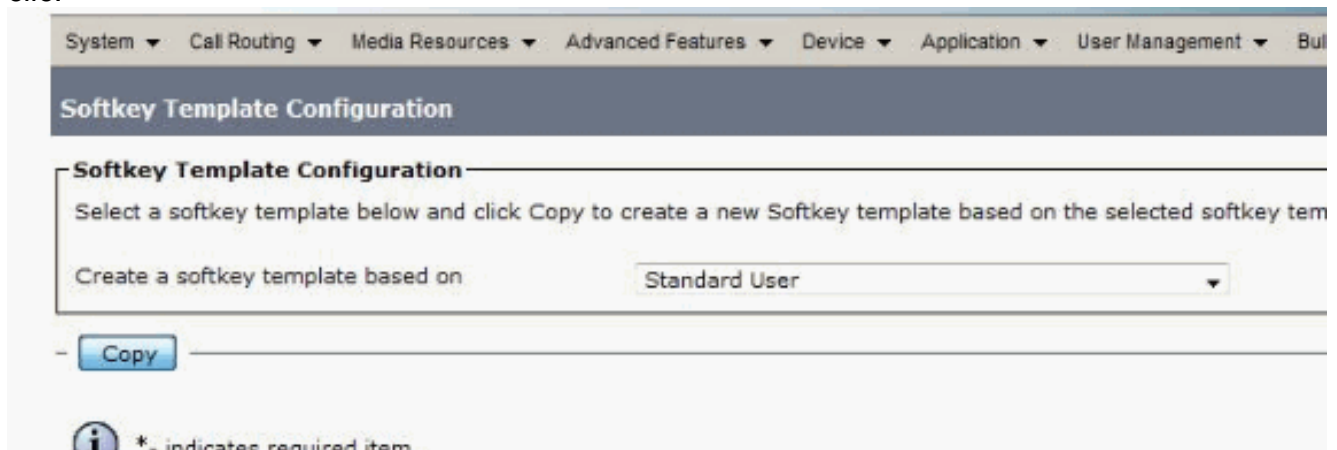 System Call Routing Media Resources Advanced Features Device Application User Management Bul
Softkey Template Configuration
Softkey Template Configuration
Select a softkey template below and click Copy to create a new Softkey template based on the selected softkey tem
Create a softkey template based on Standard User
Copy
i *- indicates required item